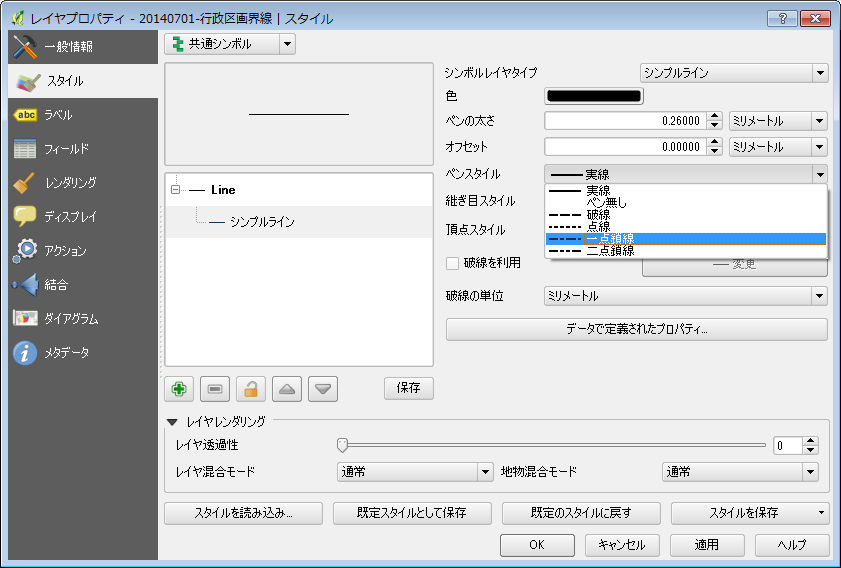 レイヤプロパティ - 20140701-行政区画界線 | スタイル
一般情報
スタイル
abc ラベル
フィールド
レンダリング
ディスプレイ
アクション
結合
ダイアグラム
メタデータ
共通シンボル
Line
シンプルライン
保存
シンボルレイヤタイプ シンプルライン
色
ペンの太さ 0.26000 ミリメートル
オフセット 0.00000 ミリメートル
ペンスタイル 実線
継ぎ目スタイル
頂点スタイル
実線
ペン無し
破線
点線
一点鎖線
二点鎖線
破線を利用 変更
破線の単位 ミリメートル
データで定義されたプロパティ...
レイヤレンダリング
レイヤ透過性 0
レイヤ混合モード 通常 地物混合モード 通常
スタイルを読み込み... 既定スタイルとして保存 既定のスタイルに戻す スタイルを保存
OK キャンセル 適用 ヘルプ